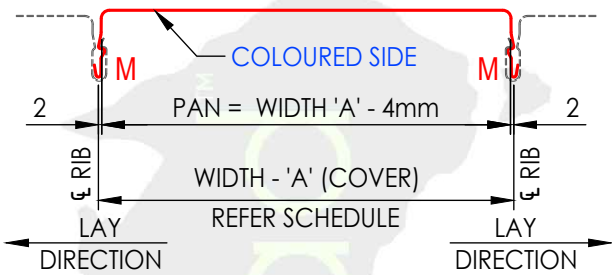 COLOURED SIDE
M
M
2
PAN = WIDTH 'A' - 4mm
2
℄ RIB
WIDTH - 'A' (COVER)
℄ RIB
REFER SCHEDULE
LAY
DIRECTION
LAY
DIRECTION